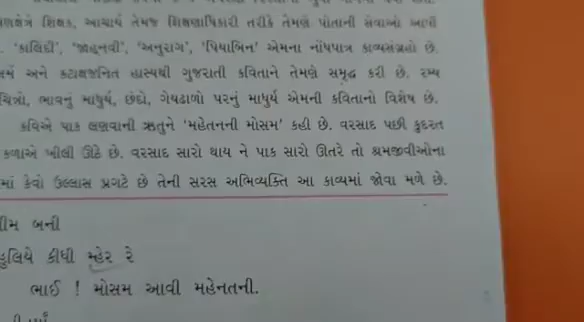 શિક્ષક, આચાર્ય તેમજ શિક્ષણાધિકારી તરીકે તેમણે પોતાની સેવાઓ આપી
'કાલિંદી', 'જાહ્નવી', 'અનુરાગ', 'પિયાબિન' એમના નોંધપાત્ર કાવ્યસંગ્રહો છે.
અને કટાક્ષજનિત હાસ્યથી ગુજરાતી કવિતાને તેમણે સમૃદ્ધ કરી છે. રમ્ય
ચિત્રો, ભાવનું માધુર્ય, છંદો, ગેયઢાળો પરનું માધુર્ય એમની કવિતાનો વિશેષ છે.
કવિએ પાક લણવાની ઋતુને 'મહેતનની મોસમ' કહી છે. વરસાદ પછી કુદરત
કળાએ ખીલી ઊઠે છે. વરસાદ સારો થાય ને પાક સારો ઊતરે તો શ્રમજીવીઓના
માં કેવો ઉલ્લાસ પ્રગટે છે તેની સરસ અભિવ્યક્તિ આ કાવ્યમાં જોવા મળે છે.
બની
કીધી મ્હેર રે
ભાઈ ! મોસમ આવી મહેનતની.